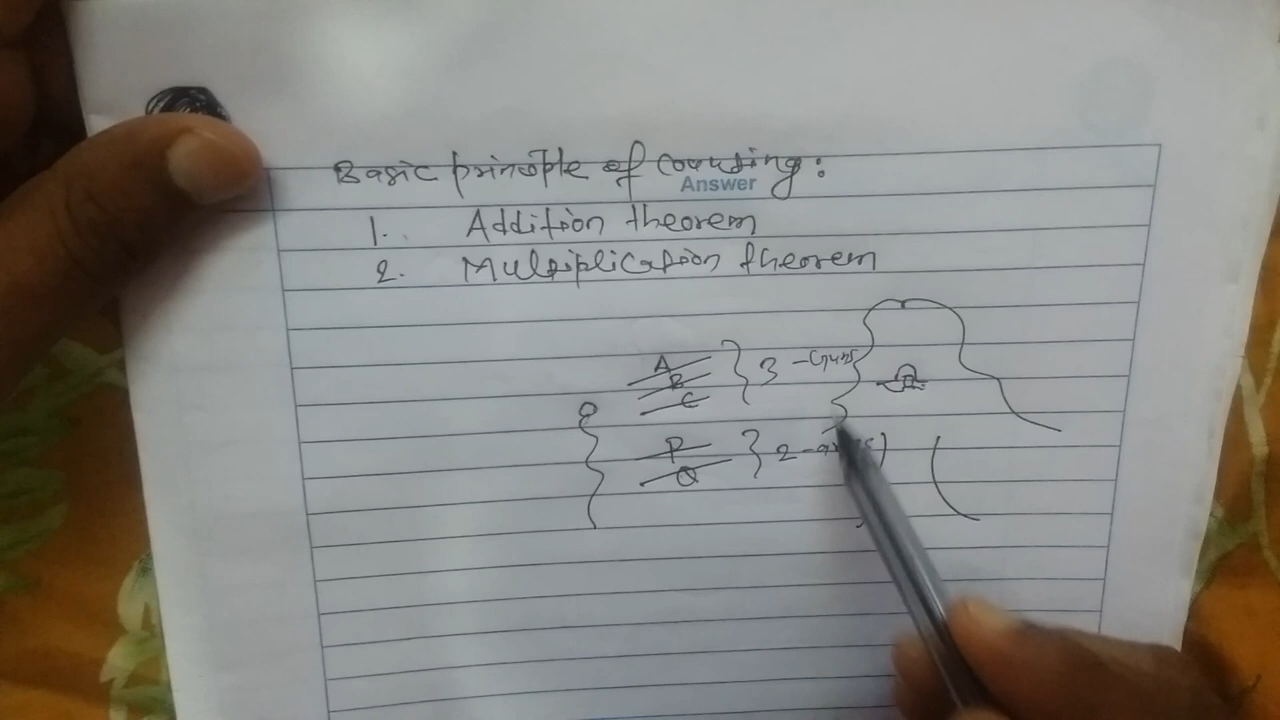 Basic principle of counting:
Answer
1. Addition theorem
2. Multiplication theorem
A
B
C
3
P
Q
2